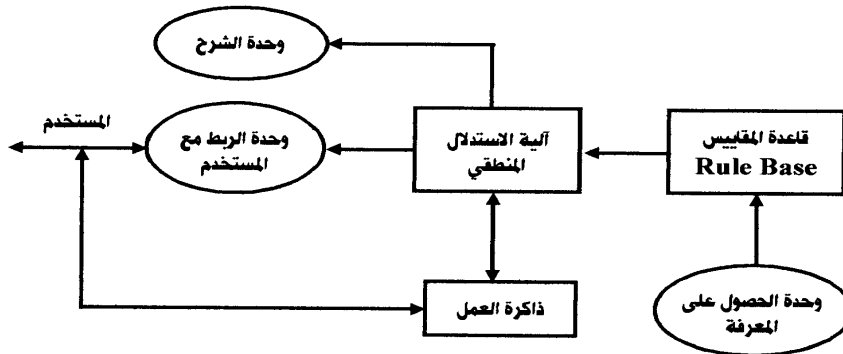 وحدة الشرح
المستخدم
وحدة الربط مع
المستخدم
آلية الاستدلال
المنطقي
قاعدة المقاييس
Rule Base
ذاكرة العمل
وحدة الحصول على
المعرفة